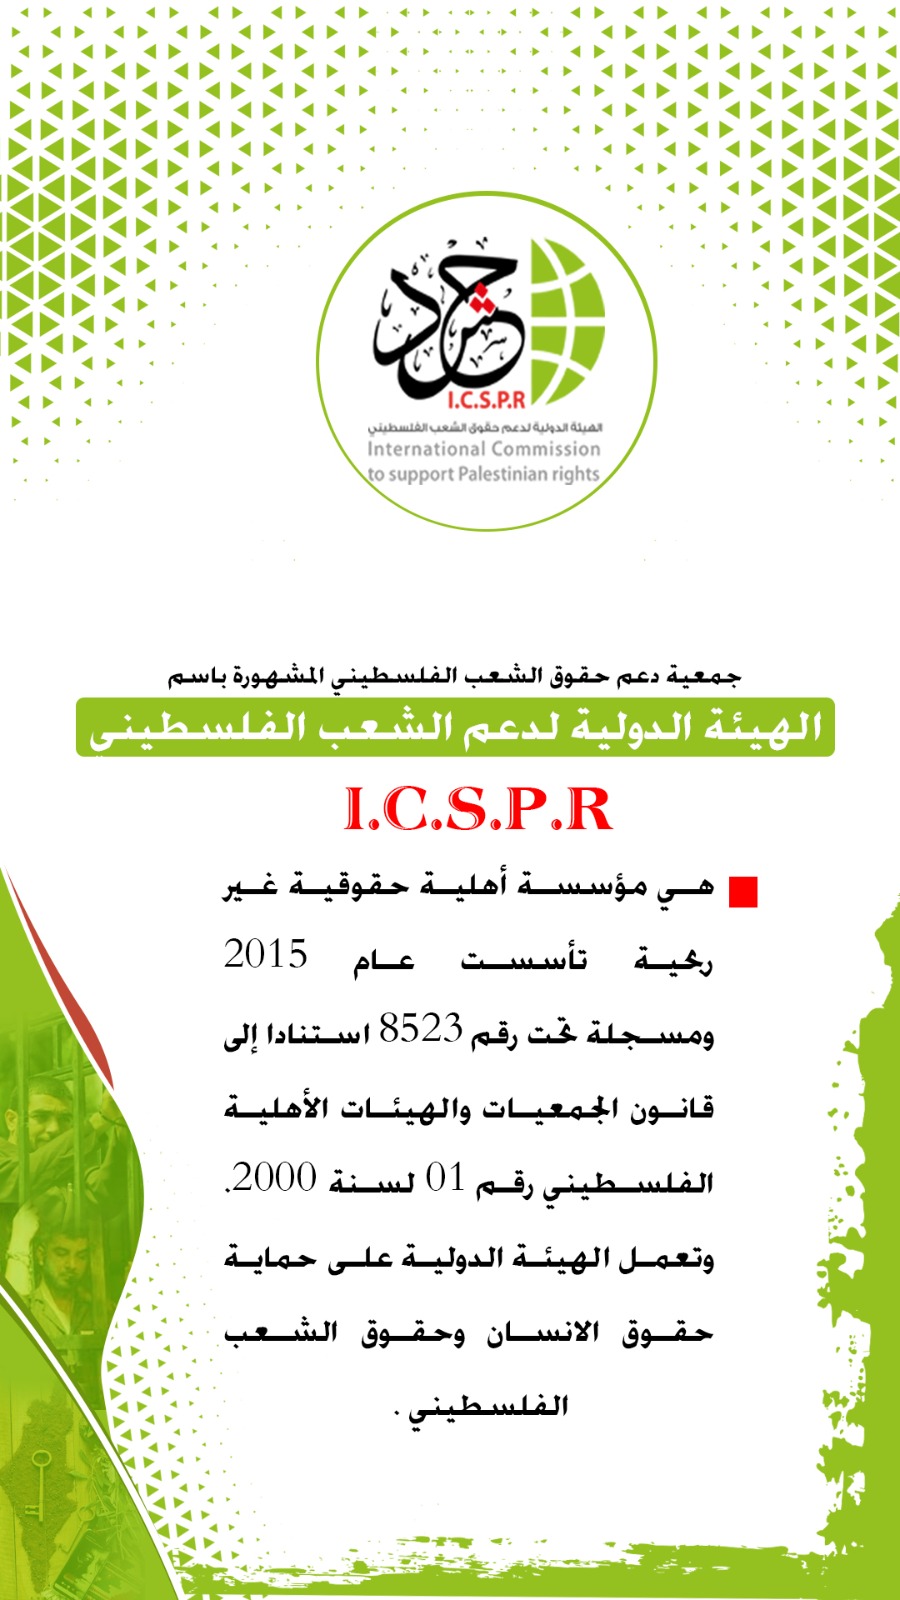 حشد
I.C.S.P.R
الهيئة الدولية لدعم حقوق الشعب الفلسطيني
International Commission
to support Palestinian rights
جمعية دعم حقوق الشعب الفلسطيني المشهورة باسم
الهيئة الدولية لدعم الشعب الفلسطيني
I.C.S.P.R
هي مؤسسة أهلية حقوقية غير
ربحية تأسست عام 2015
ومسجلة تحت رقم 8523 استنادا إلى
قانون الجمعيات والهيئات الأهلية
الفلسطيني رقم 01 لسنة 2000.
وتعمل الهيئة الدولية على حماية
حقوق الانسان وحقوق الشعب
الفلسطيني .